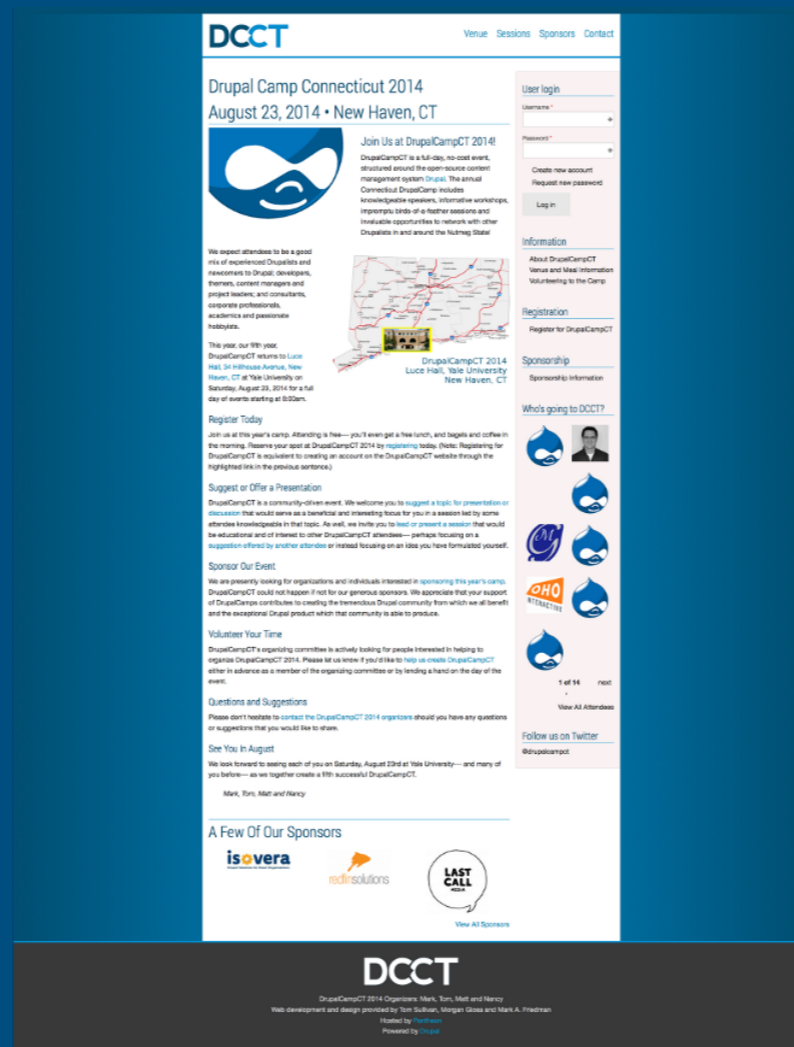 DCCT
Venue Sessions Sponsors Contact
Drupal Camp Connecticut 2014
August 23, 2014 • New Haven, CT
Join Us at DrupalCampCT 2014!
DrupalCampCT is a full-day, no-cost event,
structured around the open-source content
management system Drupal. The annual
Connecticut DrupalCamp includes
knowledgeable speakers, informative workshops,
impromptu birds-of-a-feather sessions and
invaluable opportunities to network with other
Drupalists in and around the Nutmeg State!
We expect attendees to be a good
mix of experienced Drupalists and
newcomers to Drupal; developers,
themers, content managers and
project leaders; and consultants,
corporate professionals,
academics and passionate
hobbyists.
This year, our fifth year,
DrupalCampCT returns to Luce
Hall, 34 Hillhouse Avenue, New
Haven, CT at Yale University on
Saturday, August 23, 2014 for a full
day of events starting at 8:00am.
DrupalCampCT 2014
Luce Hall, Yale University
New Haven, CT
Register Today
Join us at this year's camp. Attending is free— you'll even get a free lunch, and bagels and coffee in
the morning. Reserve your spot at DrupalCampCT 2014 by registering today. (Note: Registering for
DrupalCampCT is equivalent to creating an account on the DrupalCampCT website through the
highlighted link in the previous sentence.)
Suggest or Offer a Presentation
DrupalCampCT is a community-driven event. We welcome you to suggest a topic for presentation or
discussion that would serve as a beneficial and interesting focus for you in a session led by some
attendee knowledgeable in that topic. As well, we invite you to lead or present a session that would
be educational and of interest to other DrupalCampCT attendees— perhaps focusing on a
suggestion offered by another attendee or instead focusing on an idea you have formulated yourself.
Sponsor Our Event
We are presently looking for organizations and individuals interested in sponsoring this year's camp.
DrupalCampCT could not happen if not for our generous sponsors. We appreciate that your support
of DrupalCamps contributes to creating the tremendous Drupal community from which we all benefit
and the exceptional Drupal product which that community is able to produce.
Volunteer Your Time
DrupalCampCT's organizing committee is actively looking for people interested in helping to
organize DrupalCampCT 2014. Please let us know if you'd like to help us create DrupalCampCT
either in advance as a member of the organizing committee or by lending a hand on the day of the
event.
Questions and Suggestions
Please don't hesitate to contact the DrupalCampCT 2014 organizers should you have any questions
or suggestions that you would like to share.
See You In August
We look forward to seeing each of you on Saturday, August 23rd at Yale University— and many of
you before— as we together create a fifth successful DrupalCampCT.
Mark, Tom, Matt and Nancy
A Few Of Our Sponsors
isovera
redfinsolutions
LAST
CALL
View All Sponsors
User login
Username *
Password *
Create new account
Request new password
Log in
Information
About DrupalCampCT
Venue and Meal Information
Volunteering to the Camp
Registration
Register for DrupalCampCT
Sponsorship
Sponsorship Information
Who's going to DCCT?
OHO
INTERACTIVE
1 of 14 next
View All Attendees
Follow us on Twitter
@drupalcampct
DCCT
DrupalCampCT 2014 Organizers: Mark, Tom, Matt and Nancy
Web development and design provided by Tom Sullivan, Morgan Gioss and Mark A. Friedman
Hosted by Pantheon
Powered by Drupal